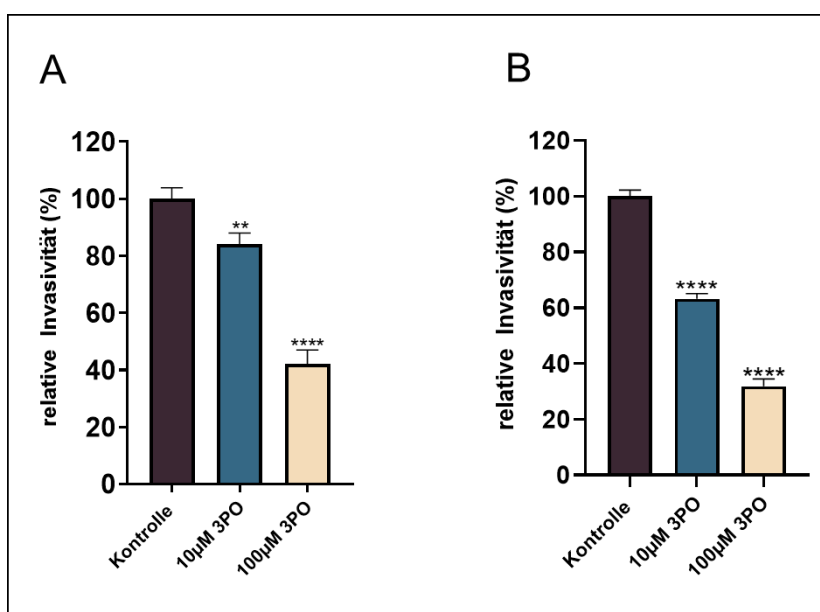 A
relative Invasivität (%)
120
100
80
60
40
20
0
**
****
Kontrolle
10µM 3PO
100µM 3PO
B
relative Invasivität (%)
120
100
80
60
40
20
0
****
****
Kontrolle
10µM 3PO
100µM 3PO